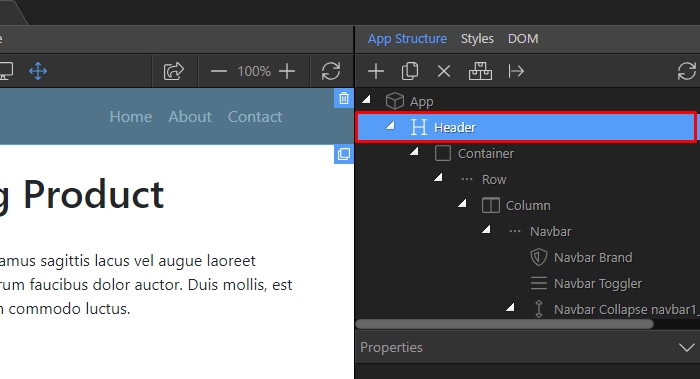 App Structure Styles DOM
100%
Home About Contact
Product
amus sagittis lacus vel augue laoreet
rum faucibus dolor auctor. Duis mollis, est
commodo luctus.
App
Header
Container
Row
Column
Navbar
Navbar Brand
Navbar Toggler
Navbar Collapse navbar1_
Properties